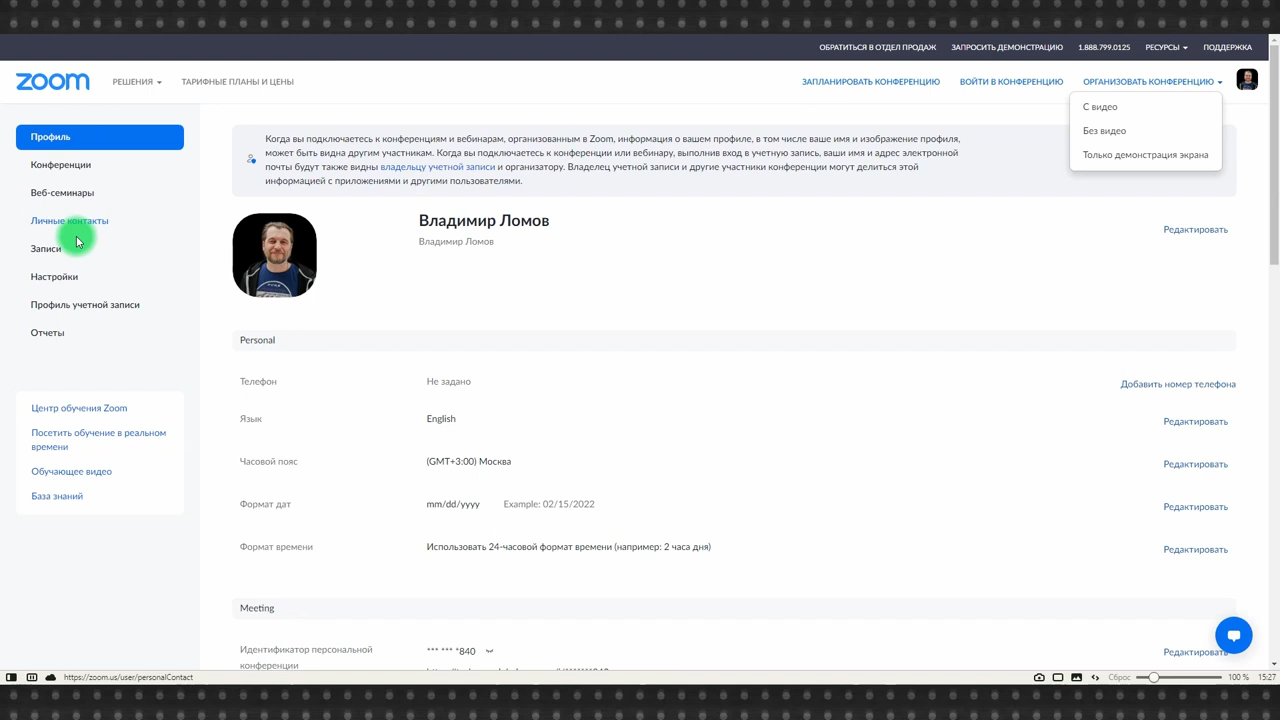 ОБРАТИТЬСЯ В ОТДЕЛ ПРОДАЖ ЗАПРОСИТЬ ДЕМОНСТРАЦИЮ 1.888.799.0125 РЕСУРСЫ ПОДДЕРЖКА
zoom РЕШЕНИЯ ТАРИФНЫЕ ПЛАНЫ И ЦЕНЫ ЗАПЛАНИРОВАТЬ КОНФЕРЕНЦИЮ ВОЙТИ В КОНФЕРЕНЦИЮ ОРГАНИЗОВАТЬ КОНФЕРЕНЦИЮ
С видео
Без видео
Только демонстрация экрана
Профиль
Конференции
Веб-семинары
Личные контакты
Записи
Настройки
Профиль учетной записи
Отчеты
Центр обучения Zoom
Посетить обучение в реальном
времени
Обучающее видео
База знаний
Когда вы подключаетесь к конференциям и вебинарам, организованным в Zoom, информация о вашем профиле, в том числе ваше имя и изображение профиля,
может быть видна другим участникам. Когда вы подключаетесь к конференции или вебинару, выполнив вход в учетную запись, ваши имя и адрес электронной
почты будут также видны владельцу учетной записи и организатору. Владелец учетной записи и другие участники конференции могут делиться этой
информацией с приложениями и другими пользователями.
Владимир Ломов
Владимир Ломов
Редактировать
Personal
Телефон Не задано Добавить номер телефона
Язык English Редактировать
Часовой пояс (GMT+3:00) Москва Редактировать
Формат дат mm/dd/yyyy Example: 02/15/2022 Редактировать
Формат времени Использовать 24-часовой формат времени (например: 2 часа дня) Редактировать
Meeting
Идентификатор персональной
конференции
*** *** *840
Редактировать
https://zoom.us/user/personalContact Сброс 100 % 15:27